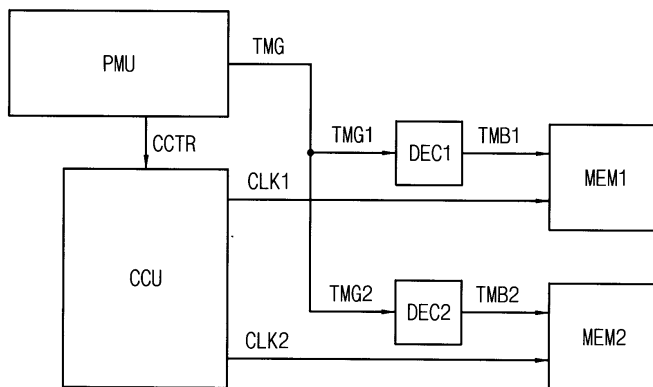 TMG
PMU
CCTR
TMG1
DEC1
TMB1
MEM1
CLK1
CCU
TMG2
DEC2
TMB2
MEM2
CLK2